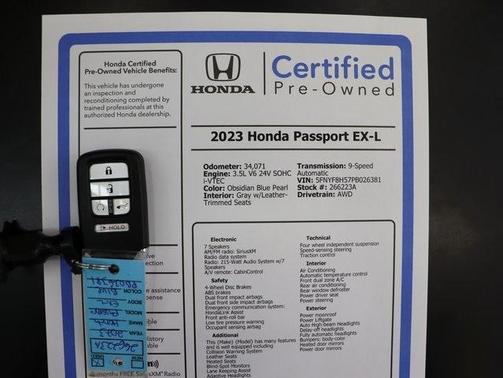 Honda Certified
Pre-Owned Vehicle Benefits:
This vehicle has undergone
an inspection and
reconditioning completed by
trained professionals at this
authorized Honda dealership.
HONDA
Certified
Pre-Owned
2023 Honda Passport EX-L
Odometer: 34,071
Engine: 3.5L V6 24V SOHC
i-VTEC
Color: Obsidian Blue Pearl
Interior: Gray w/Leather-
Trimmed Seats
Transmission: 9-Speed
Automatic
VIN: 5FNYF8H57PB026381
Stock #: 266223A
Drivetrain: AWD
Electronic
7 Speakers
AM/FM radio: SiriusXM
Radio data system
Radio: 215-Watt Audio System w/7
Speakers
A/V remote: CabinControl
Safety
4-Wheel Disc Brakes
ABS brakes
Dual front impact airbags
Dual front side impact airbags
Emergency communication system:
HondaLink Assist
Front anti-roll bar
Low tire pressure warning
Occupant sensing airbag
Additional
This (Make) (Model) has many features
and is well equipped including
Collision Warning System
Leather Seats
Heated Seats
Blind-Spot Monitors
Lane Keeping Assist
Adaptive Headlights
Technical
Four wheel independent suspension
Speed-sensing steering
Interior
Air Conditioning
Automatic temperature control
Front dual zone A/C
Rear air conditioning
Rear window defroster
Power driver seat
Power steering
Exterior
Power moonroof
Power Liftgate
Auto High-beam Headlights
Delay-off headlights
Fully automatic headlights
Bumpers: body-color
Heated door mirrors
Power door mirrors
HOLD
assistance
months FREE SiriusXM Radio